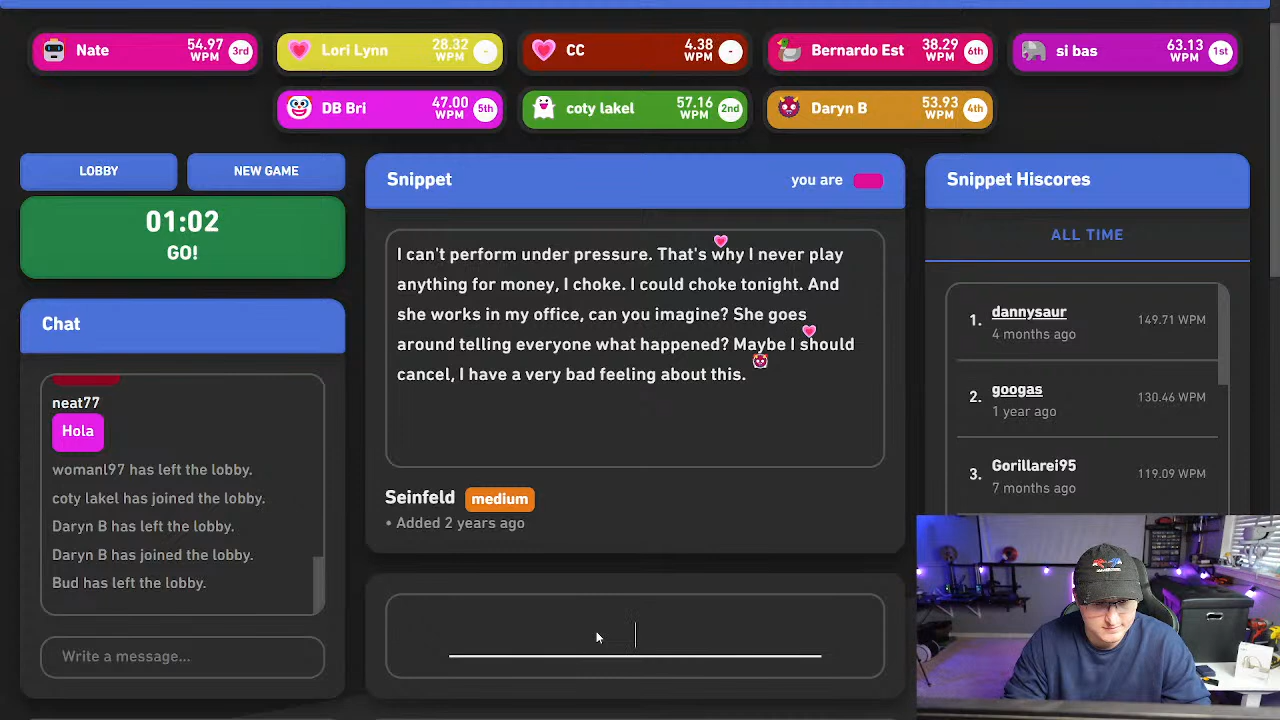 Nate 54.97 WPM 3rd
Lori Lynn 28.32 WPM -
CC 4.38 WPM -
Bernardo Est 38.29 WPM 6th
si bas 63.13 WPM 1st
DB Bri 47.00 WPM 5th
coty lakel 57.16 WPM 2nd
Daryn B 53.93 WPM 4th
LOBBY
NEW GAME
01:02
GO!
Chat
neat77
Hola
womanl97 has left the lobby.
coty lakel has joined the lobby.
Daryn B has left the lobby.
Daryn B has joined the lobby.
Bud has left the lobby.
Write a message...
Snippet
you are
I can't perform under pressure. That's why I never play
anything for money, I choke. I could choke tonight. And
she works in my office, can you imagine? She goes
around telling everyone what happened? Maybe I should
cancel, I have a very bad feeling about this.
Seinfeld medium
• Added 2 years ago
Snippet Hiscores
ALL TIME
1. dannysaur 149.71 WPM
4 months ago
2. googas 130.46 WPM
1 year ago
3. Gorillarei95 119.09 WPM
7 months ago